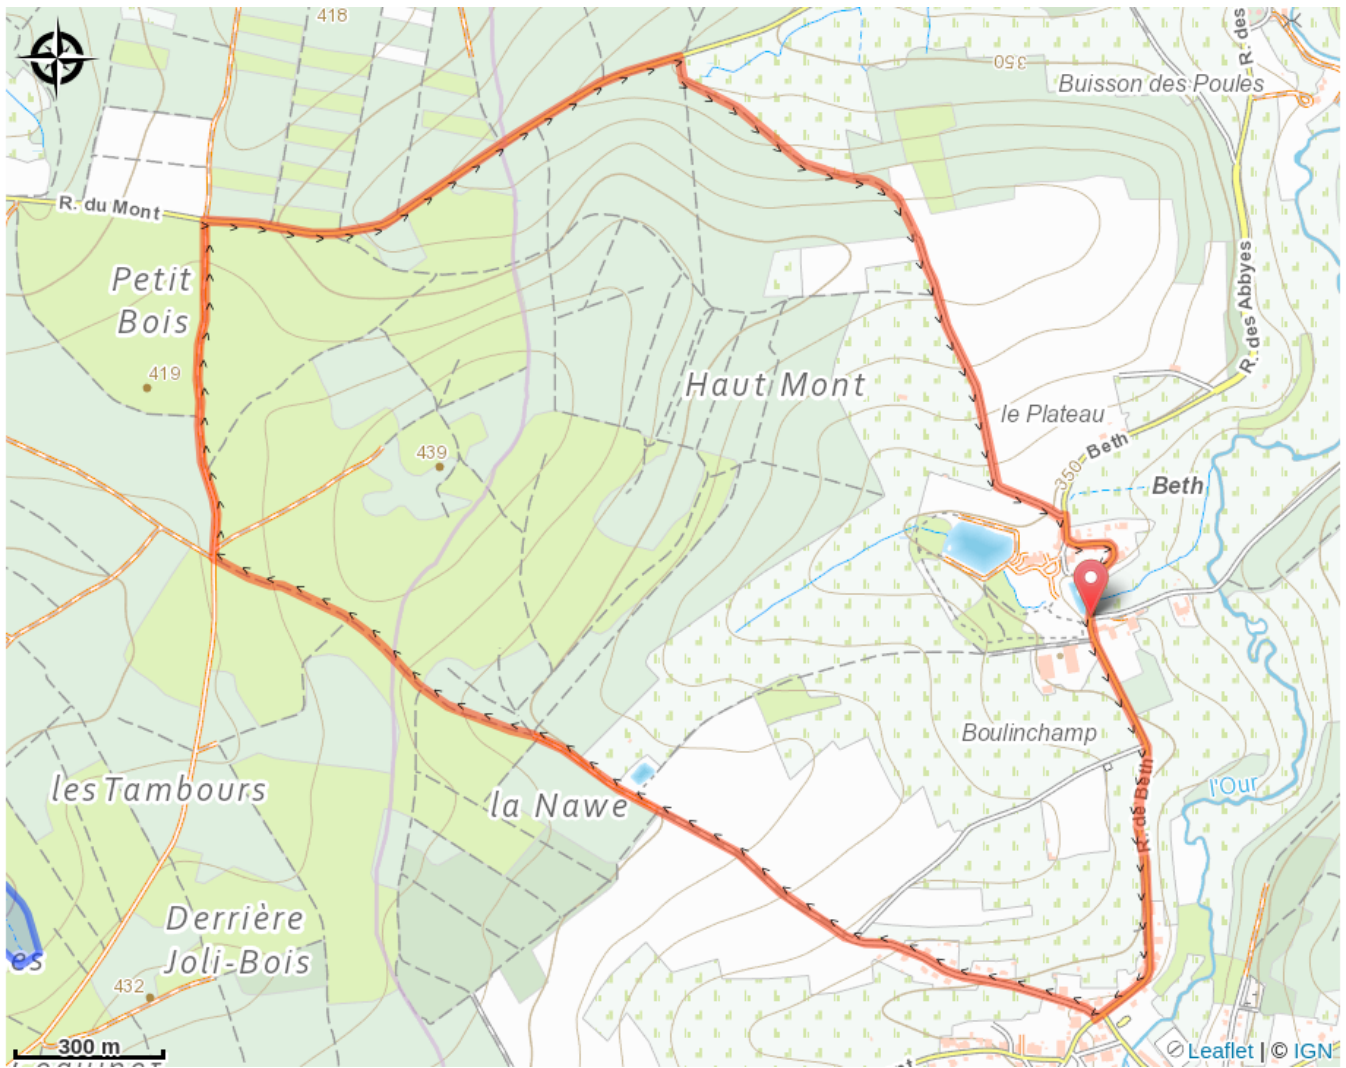 418
R. des
350
Buisson des Poules
R. du Mont
Petit
Bois
R. des Abbyes
419
Haut Mont
le Plateau
439
Beth
350
Beth
Boulinchamp
l'Our
les Tambours
la Nawe
R. de Beth
Derrière
Joli-Bois
es
432
300 m
Leaflet | © IGN